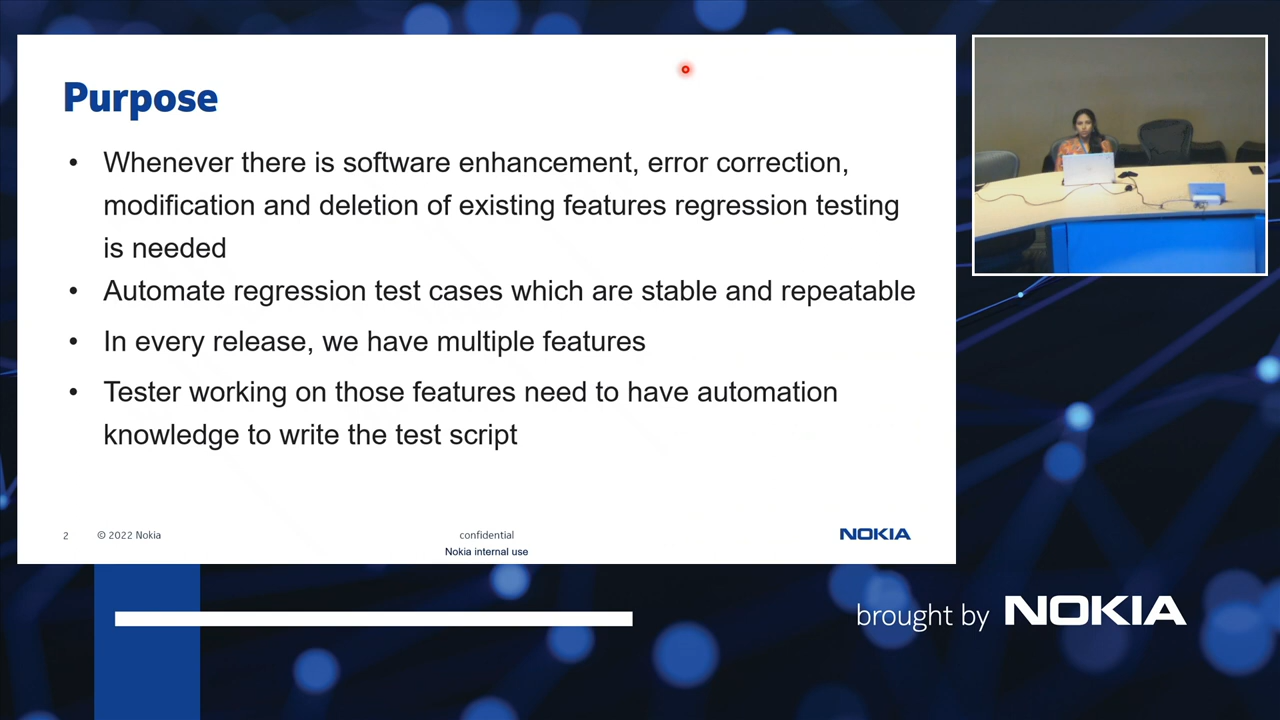 Purpose
• Whenever there is software enhancement, error correction,
modification and deletion of existing features regression testing
is needed
• Automate regression test cases which are stable and repeatable
• In every release, we have multiple features
• Tester working on those features need to have automation
knowledge to write the test script
2 © 2022 Nokia confidential NOKIA
Nokia internal use
brought by NOKIA